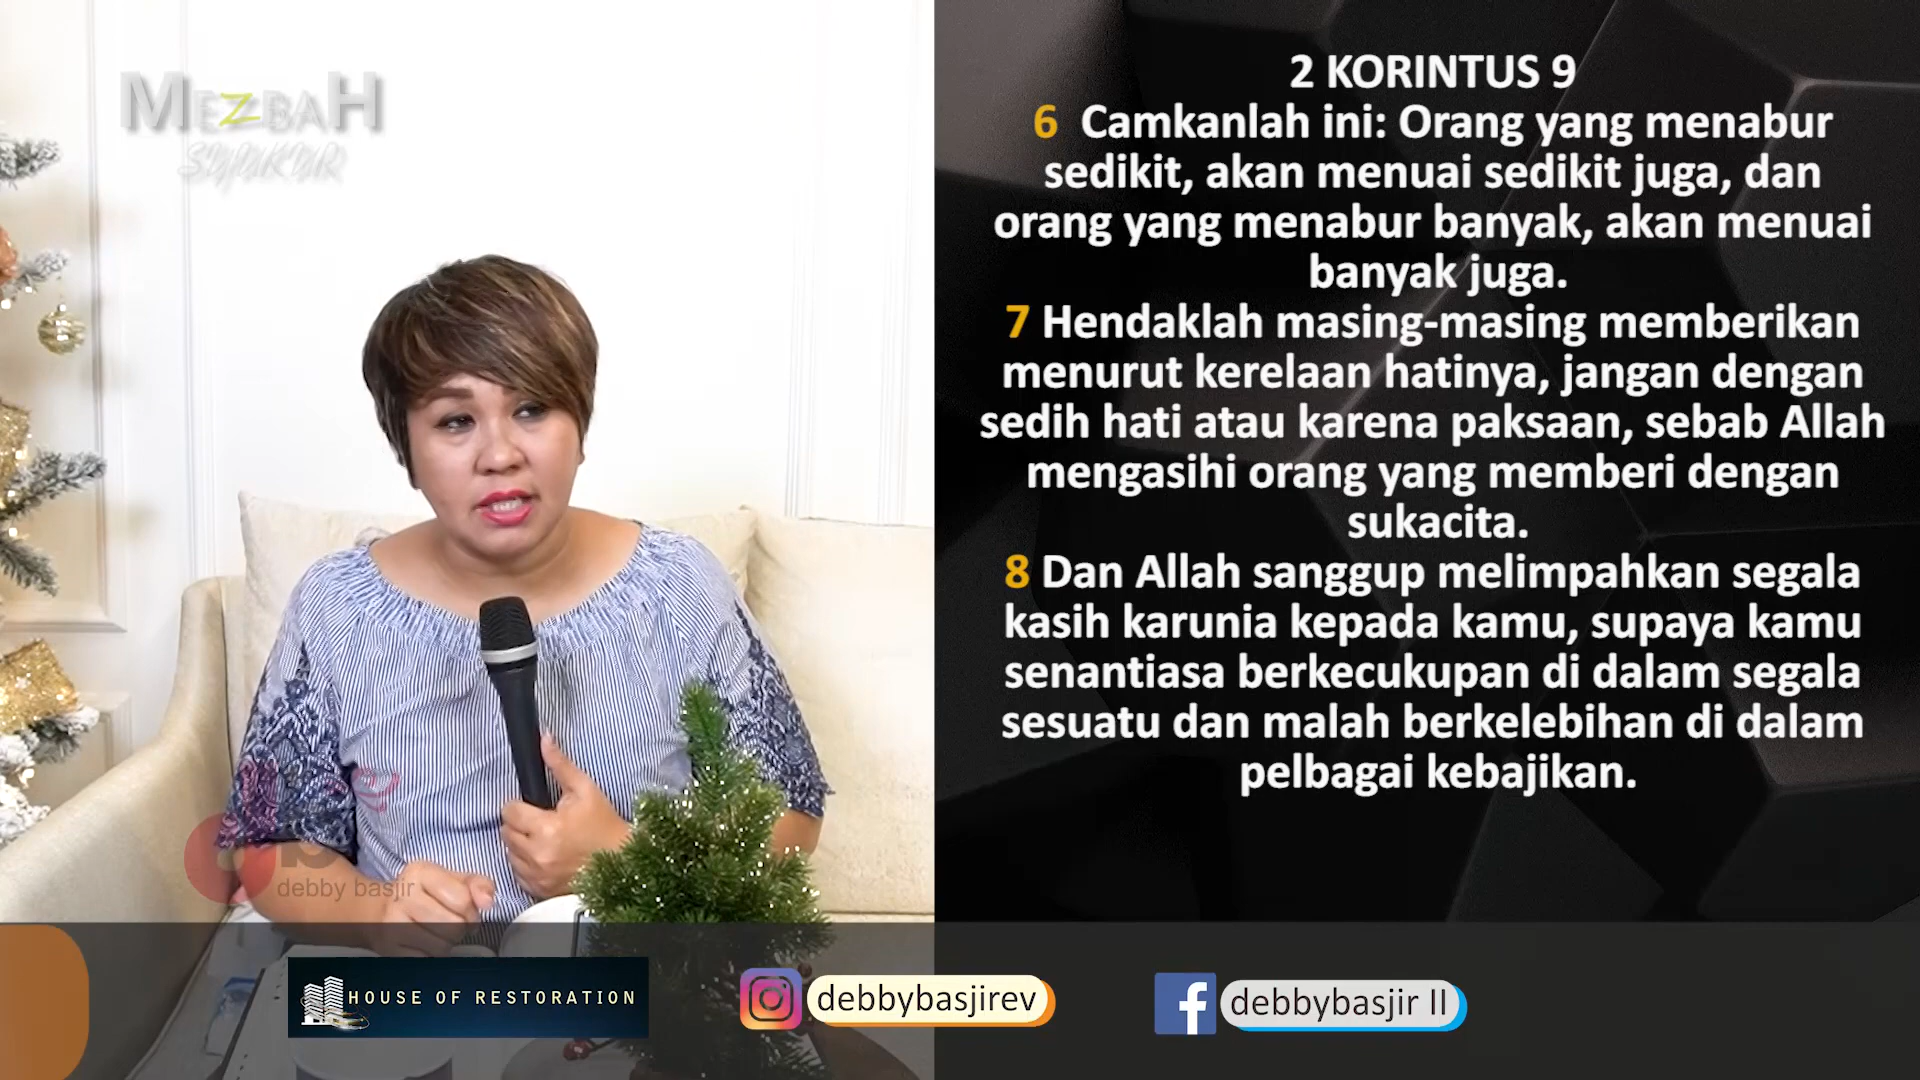 MEZBAH
SYUKUR
2 KORINTUS 9
6 Camkanlah ini: Orang yang menabur
sedikit, akan menuai sedikit juga, dan
orang yang menabur banyak, akan menuai
banyak juga.
7 Hendaklah masing-masing memberikan
menurut kerelaan hatinya, jangan dengan
sedih hati atau karena paksaan, sebab Allah
mengasihi orang yang memberi dengan
sukacita.
8 Dan Allah sanggup melimpahkan segala
kasih karunia kepada kamu, supaya kamu
senantiasa berkecukupan di dalam segala
sesuatu dan malah berkelebihan di dalam
pelbagai kebajikan.
debby basjir
HOUSE OF RESTORATION
debbybasjirev
debbybasjir II